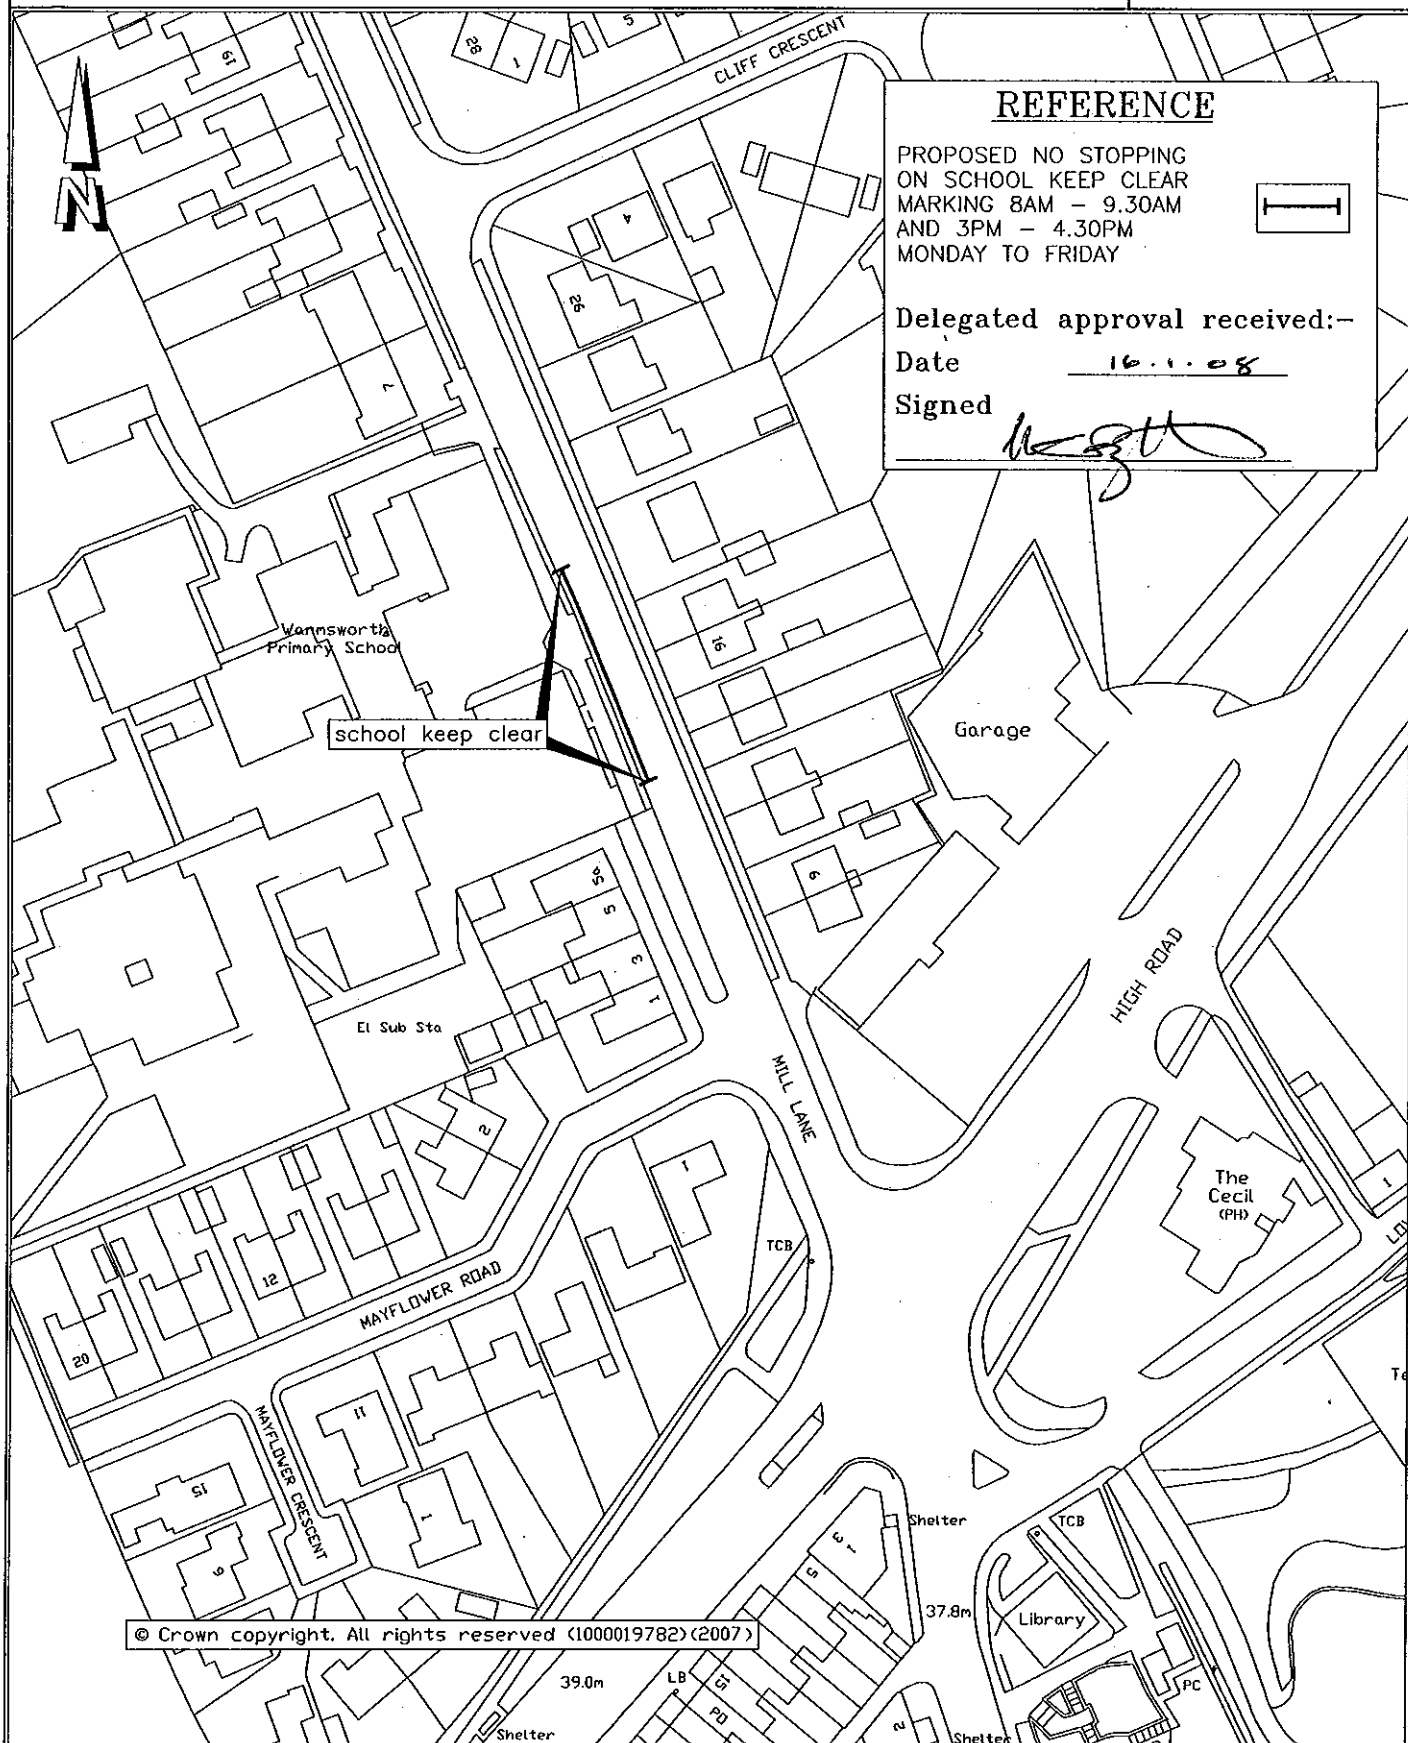 19
28
1
5
CLIFF CRESCENT
N
REFERENCE
PROPOSED NO STOPPING
ON SCHOOL KEEP CLEAR
MARKING 8AM - 9.30AM
AND 3PM - 4.30PM
MONDAY TO FRIDAY
Delegated approval received:-
Date 16.1.08
Signed
4
26
7
Warmsworth
Primary School
16
school keep clear
Garage
6
5a
5
3
1
El Sub Sta
HIGH ROAD
MILL LANE
2
1
The
Cecil
(PH)
1
TCB
12
MAYFLOWER ROAD
20
11
MAYFLOWER CRESCENT
15
1
9
Shelter
TCB
3
1
5
37.8m
Library
© Crown copyright. All rights reserved (1000019782)(2007)
39.0m
LB
15
PO
PC
2
Shelter
Shelter